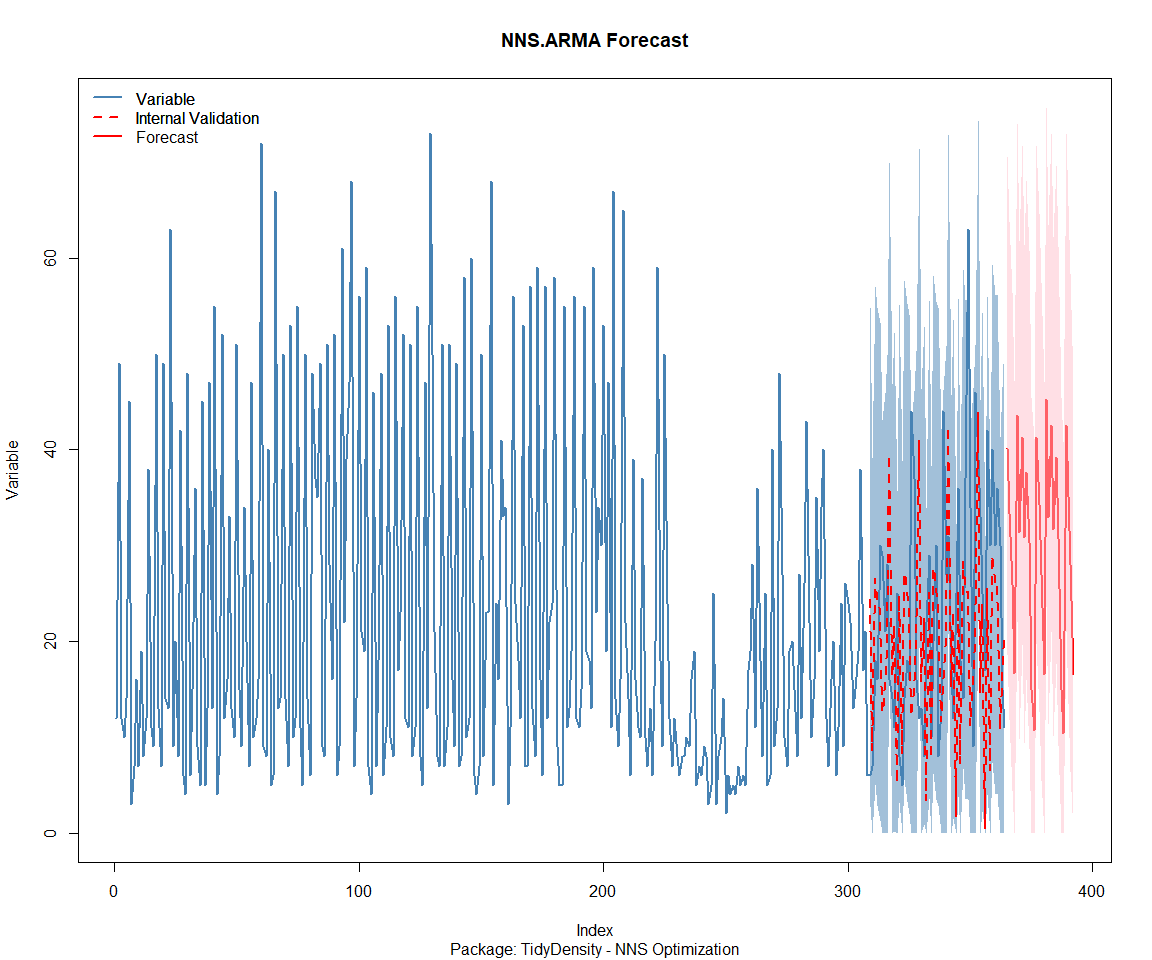 NNS.ARMA Forecast
Variable
Internal Validation
Forecast
Variable
60
40
20
0
0
100
200
300
400
Index
Package: TidyDensity - NNS Optimization